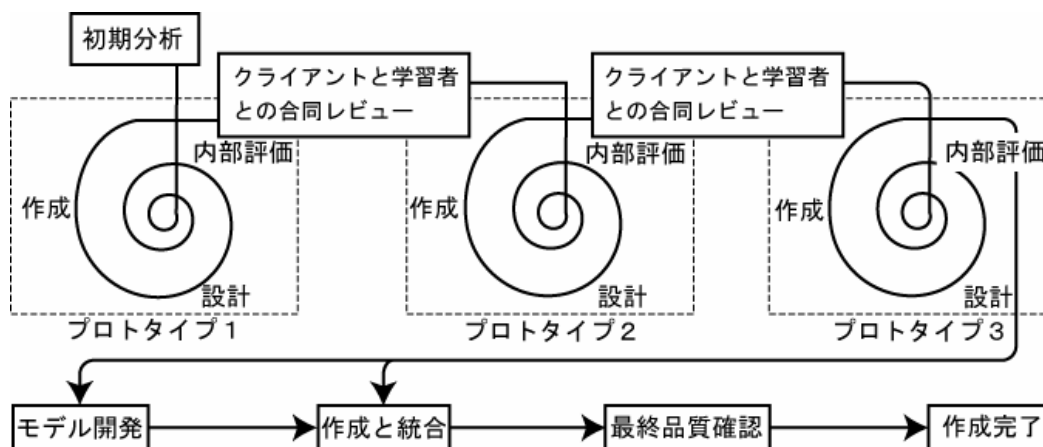 初期分析
クライアントと学習者
との合同レビュー
クライアントと学習者
との合同レビュー
内部評価
作成
設計
プロトタイプ１
内部評価
作成
設計
プロトタイプ２
内部評価
作成
設計
プロトタイプ３
モデル開発
作成と統合
最終品質確認
作成完了